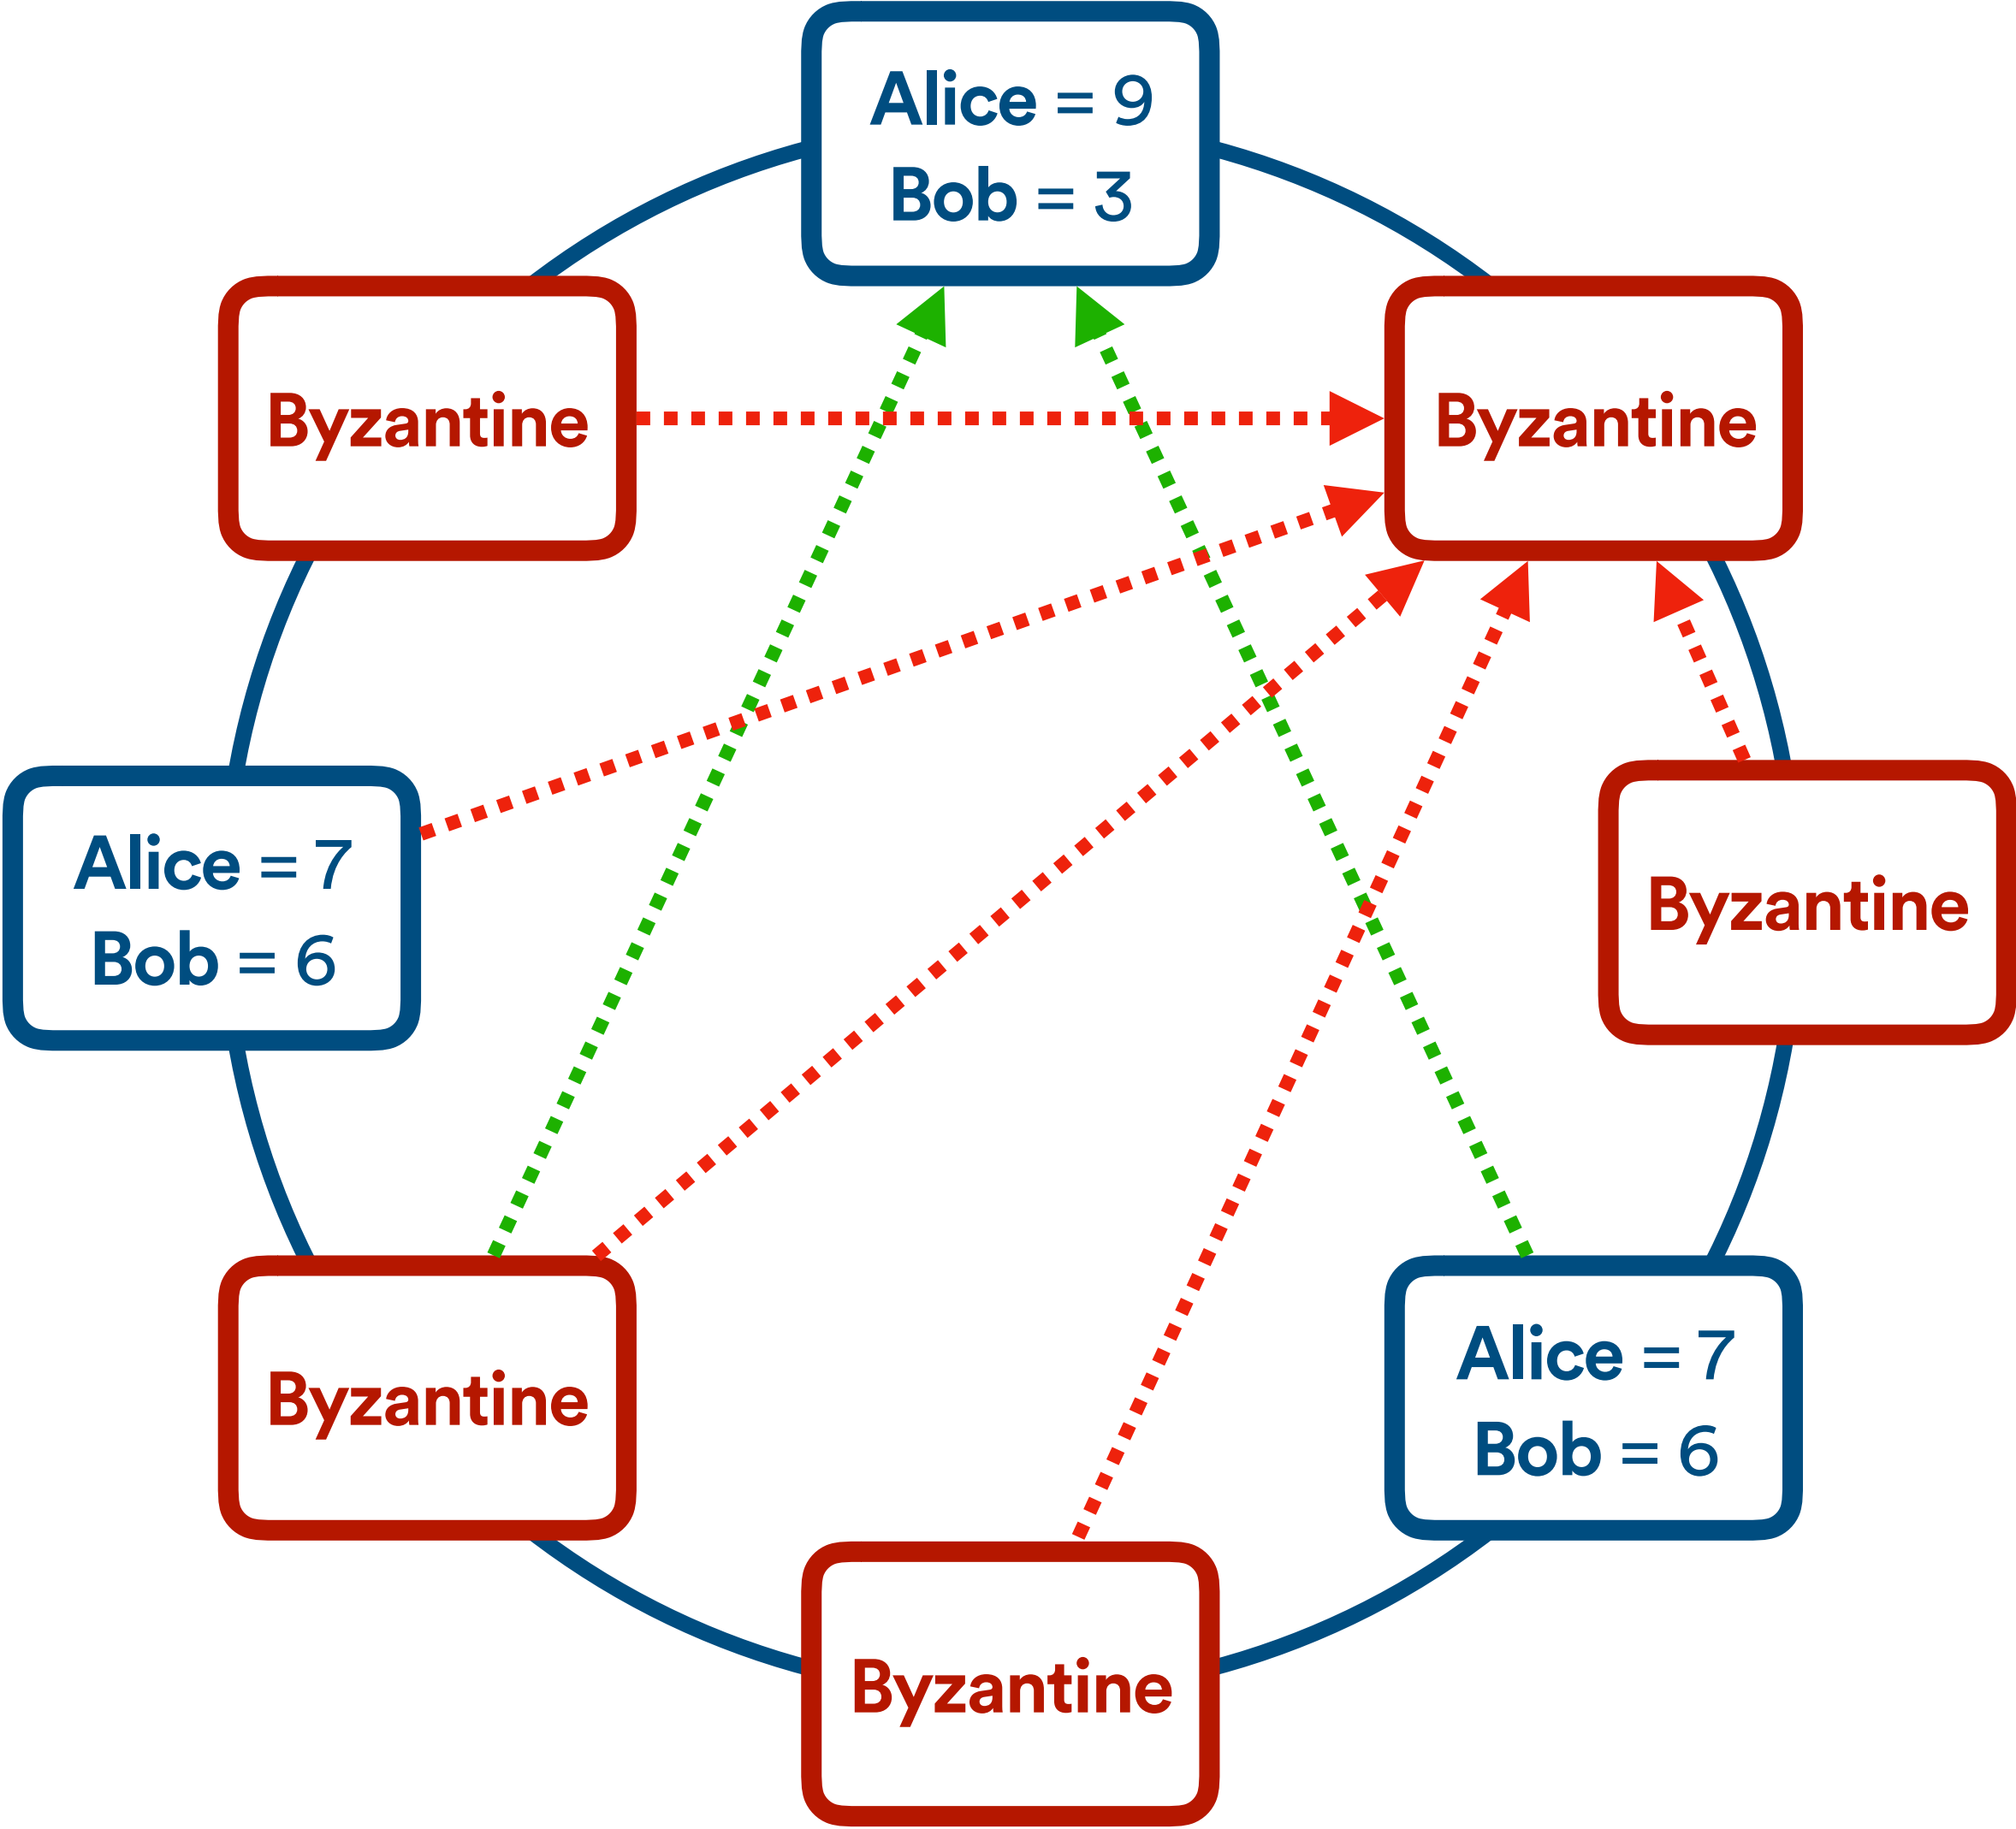 Alice = 9
Bob = 3
Byzantine
Byzantine
Alice = 7
Bob = 6
Byzantine
Byzantine
Alice = 7
Bob = 6
Byzantine